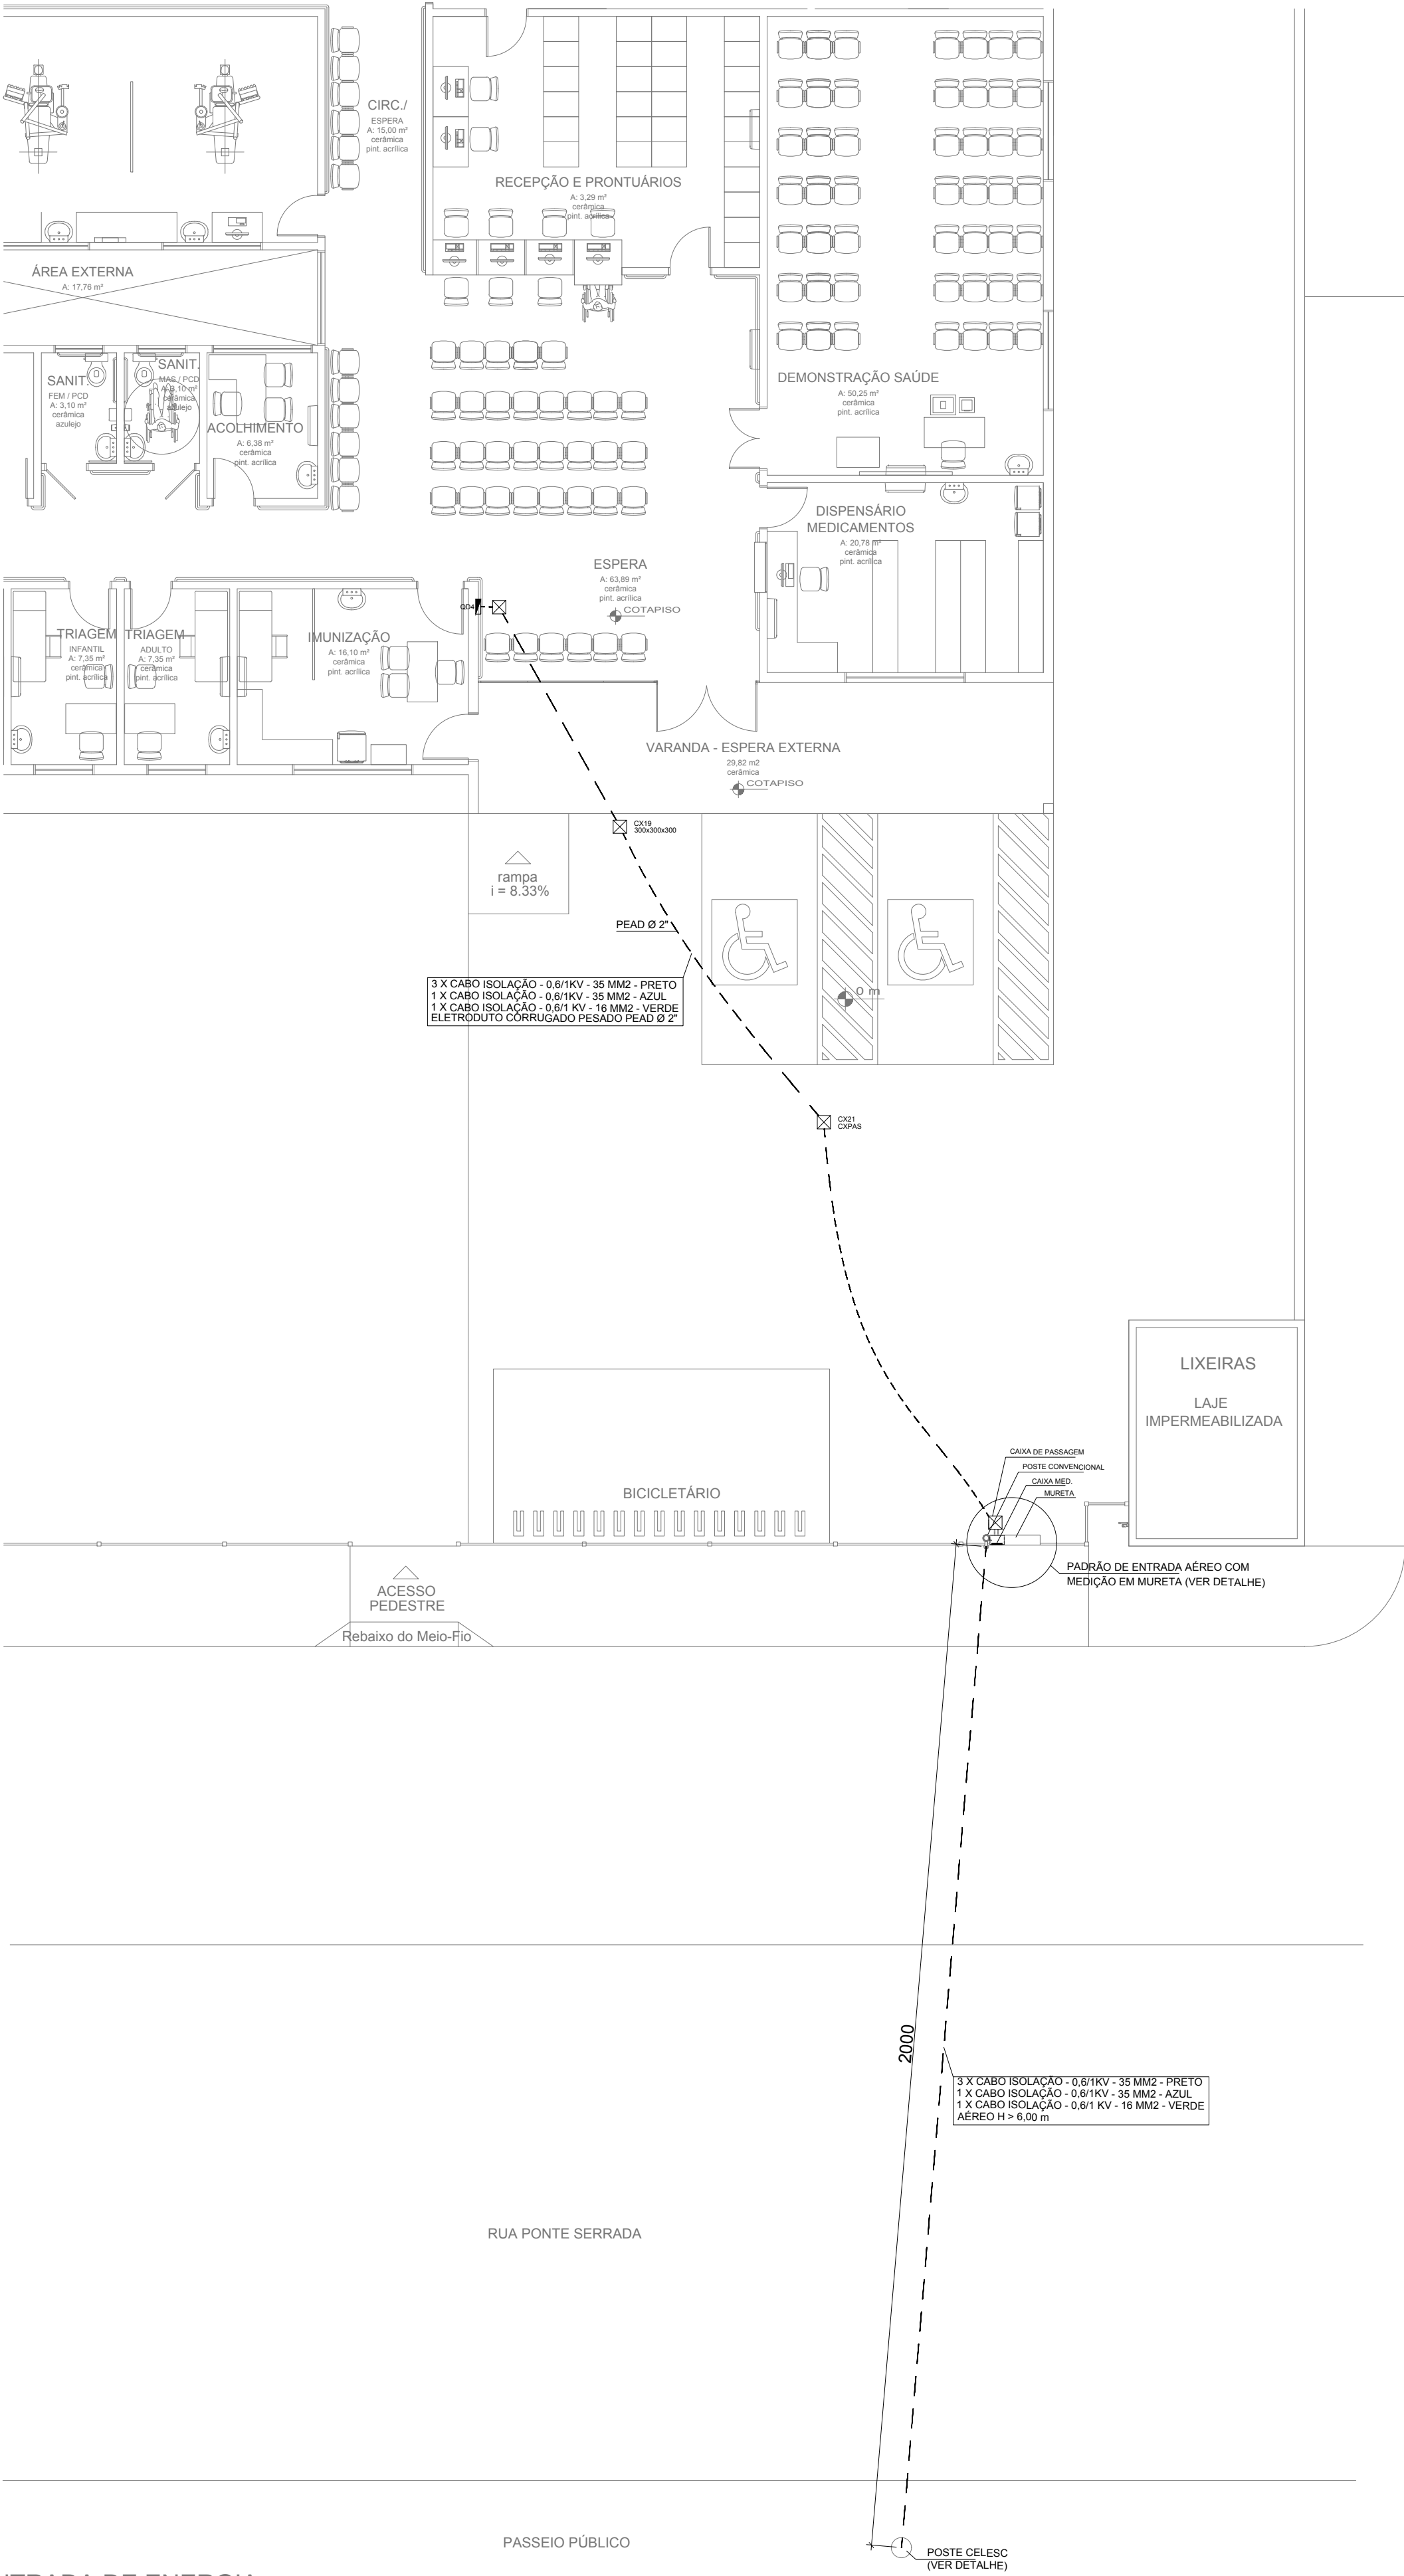 CIRC./
ESPERA
A: 15,00 m²
cerâmica
pint. acrílica
RECEPÇÃO E PRONTUÁRIOS
A: 3,29 m²
cerâmica
pint. acrílica
ÁREA EXTERNA
A: 17,76 m²
SANIT.
FEM / PCD
A: 3,10 m²
cerâmica
azulejo
SANIT.
MAS / PCD
A: 3,10 m²
cerâmica
azulejo
ACOLHIMENTO
A: 6,38 m²
cerâmica
pint. acrílica
DEMONSTRAÇÃO SAÚDE
A: 50,25 m²
cerâmica
pint. acrílica
DISPENSÁRIO
MEDICAMENTOS
A: 20,78 m²
cerâmica
pint. acrílica
ESPERA
A: 63,89 m²
cerâmica
pint. acrílica
COTAPISO
QD4
TRIAGEM
INFANTIL
A: 7,35 m²
cerâmica
pint. acrílica
TRIAGEM
ADULTO
A: 7,35 m²
cerâmica
pint. acrílica
IMUNIZAÇÃO
A: 16,10 m²
cerâmica
pint. acrílica
VARANDA - ESPERA EXTERNA
29,82 m2
cerâmica
COTAPISO
CX19
300x300x300
rampa
i = 8.33%
PEAD Ø 2"
3 X CABO ISOLAÇÃO - 0,6/1KV - 35 MM2 - PRETO
1 X CABO ISOLAÇÃO - 0,6/1KV - 35 MM2 - AZUL
1 X CABO ISOLAÇÃO - 0,6/1 KV - 16 MM2 - VERDE
ELETRODUTO CORRUGADO PESADO PEAD Ø 2"
0 m
CX21
CXPAS
LIXEIRAS
LAJE
IMPERMEABILIZADA
CAIXA DE PASSAGEM
POSTE CONVENCIONAL
CAIXA MED.
MURETA
BICICLETÁRIO
PADRÃO DE ENTRADA AÉREO COM
MEDIÇÃO EM MURETA (VER DETALHE)
ACESSO
PEDESTRE
Rebaixo do Meio-Fio
2000
3 X CABO ISOLAÇÃO - 0,6/1KV - 35 MM2 - PRETO
1 X CABO ISOLAÇÃO - 0,6/1KV - 35 MM2 - AZUL
1 X CABO ISOLAÇÃO - 0,6/1 KV - 16 MM2 - VERDE
AÉREO H > 6,00 m
RUA PONTE SERRADA
PASSEIO PÚBLICO
POSTE CELESC
(VER DETALHE)